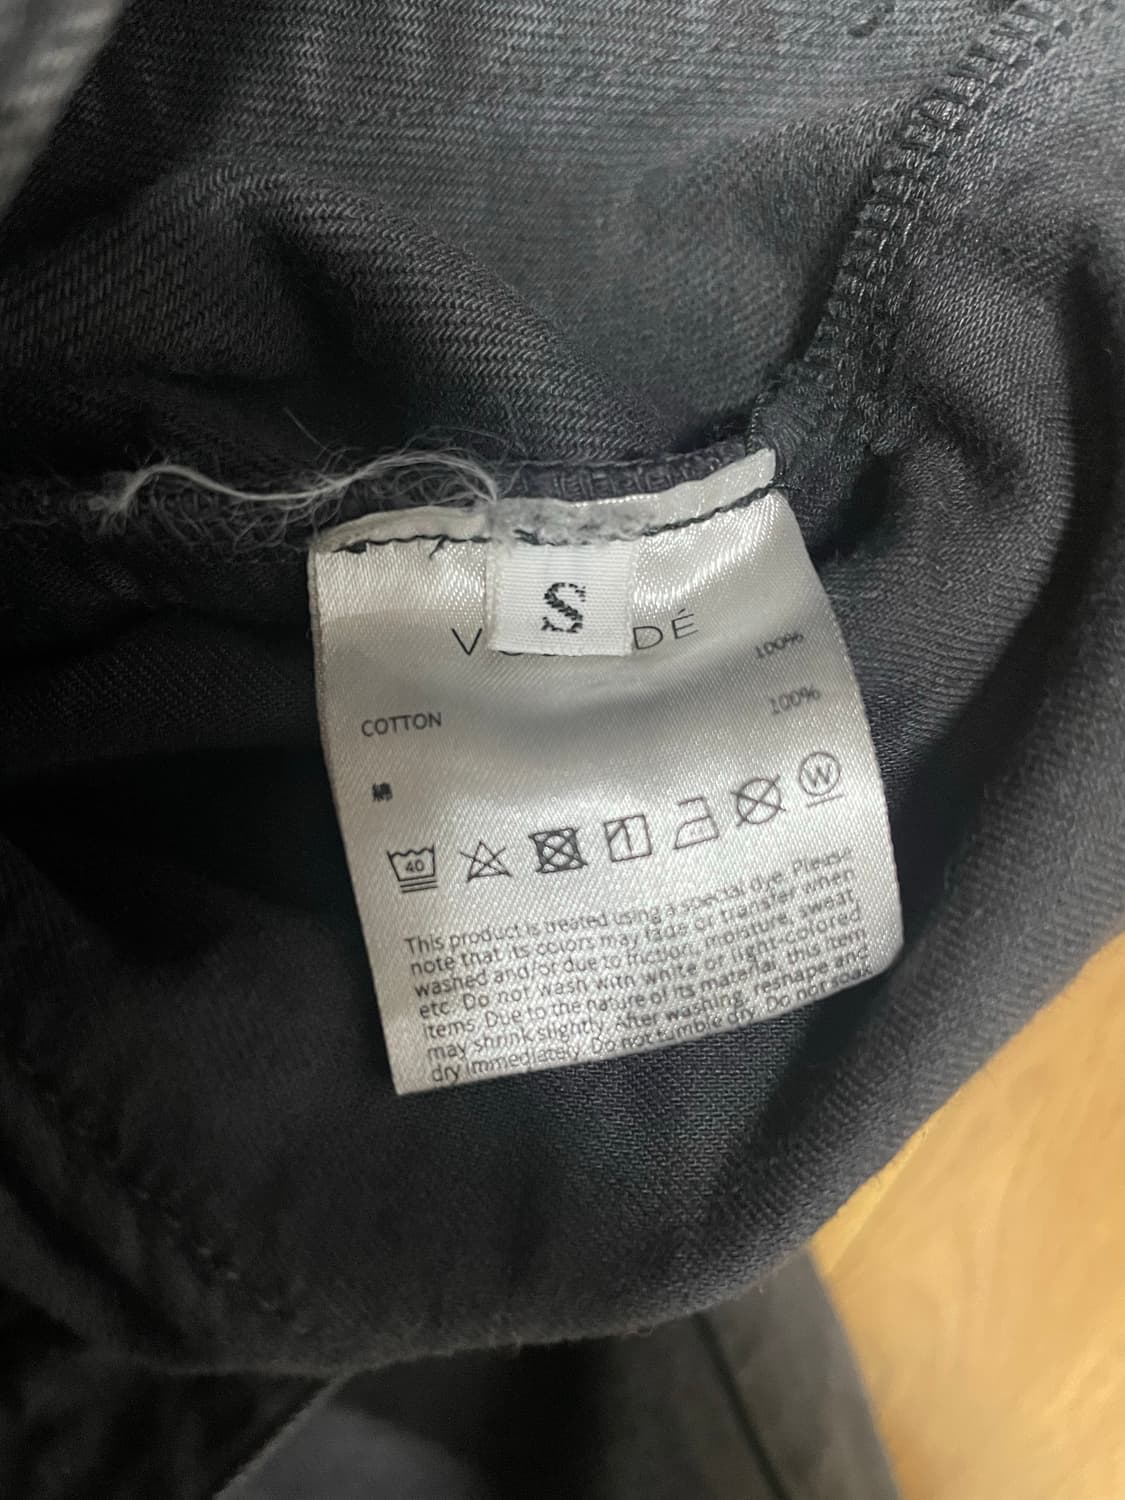 S
DÉ
100%
COTTON 100%
綿
40
W
This product is treated using a special dye. Please
note that its colors may fade or transfer when
washed and/or due to friction, moisture, sweat,
etc. Do not wash with white or light-colored
items. Due to the nature of its material, this item
may shrink slightly. After washing, reshape and
dry immediately. Do not tumble dry. Do not soak